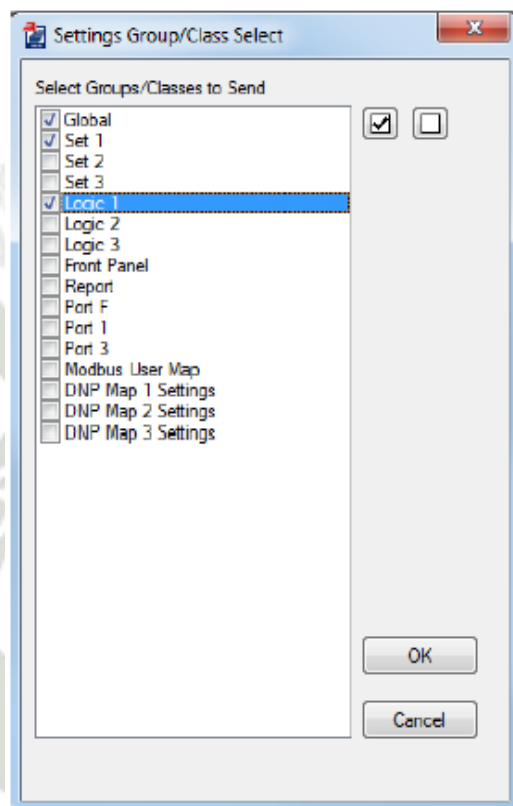 Settings Group/Class Select
Select Groups/Classes to Send
Global
Set 1
Set 2
Set 3
Logic 1
Logic 2
Logic 3
Front Panel
Report
Port F
Port 1
Port 3
Modbus User Map
DNP Map 1 Settings
DNP Map 2 Settings
DNP Map 3 Settings
OK
Cancel